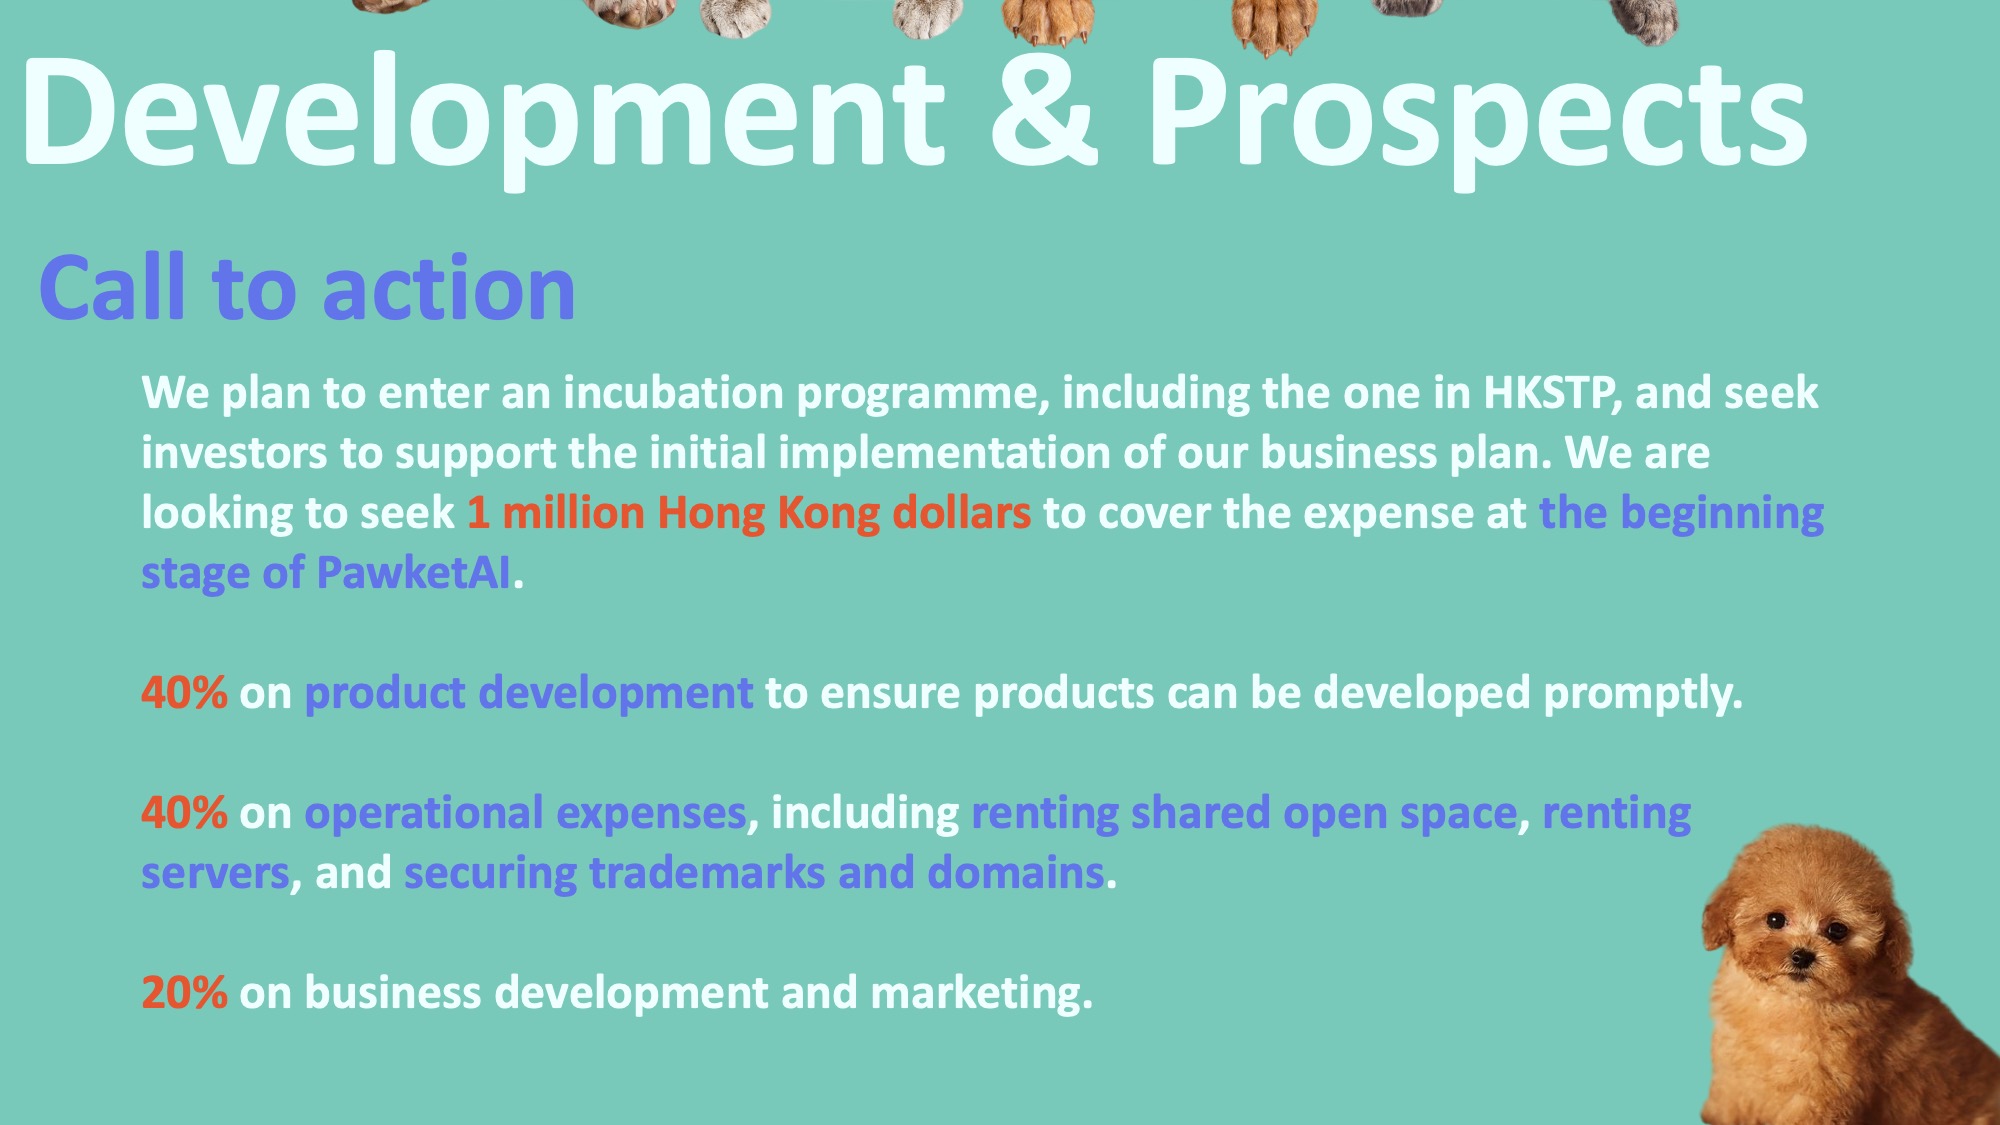 Development & Prospects
Call to action
We plan to enter an incubation programme, including the one in HKSTP, and seek
investors to support the initial implementation of our business plan. We are
looking to seek 1 million Hong Kong dollars to cover the expense at the beginning
stage of PawketAI.
40% on product development to ensure products can be developed promptly.
40% on operational expenses, including renting shared open space, renting
servers, and securing trademarks and domains.
20% on business development and marketing.